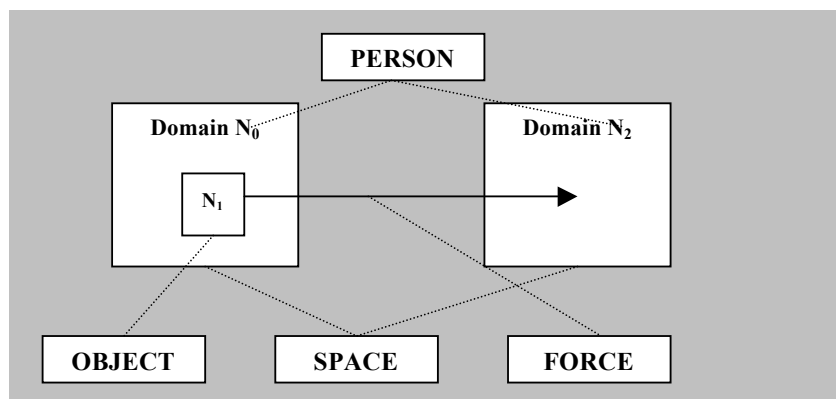 PERSON
Domain N₀
Domain N₂
N₁
OBJECT
SPACE
FORCE